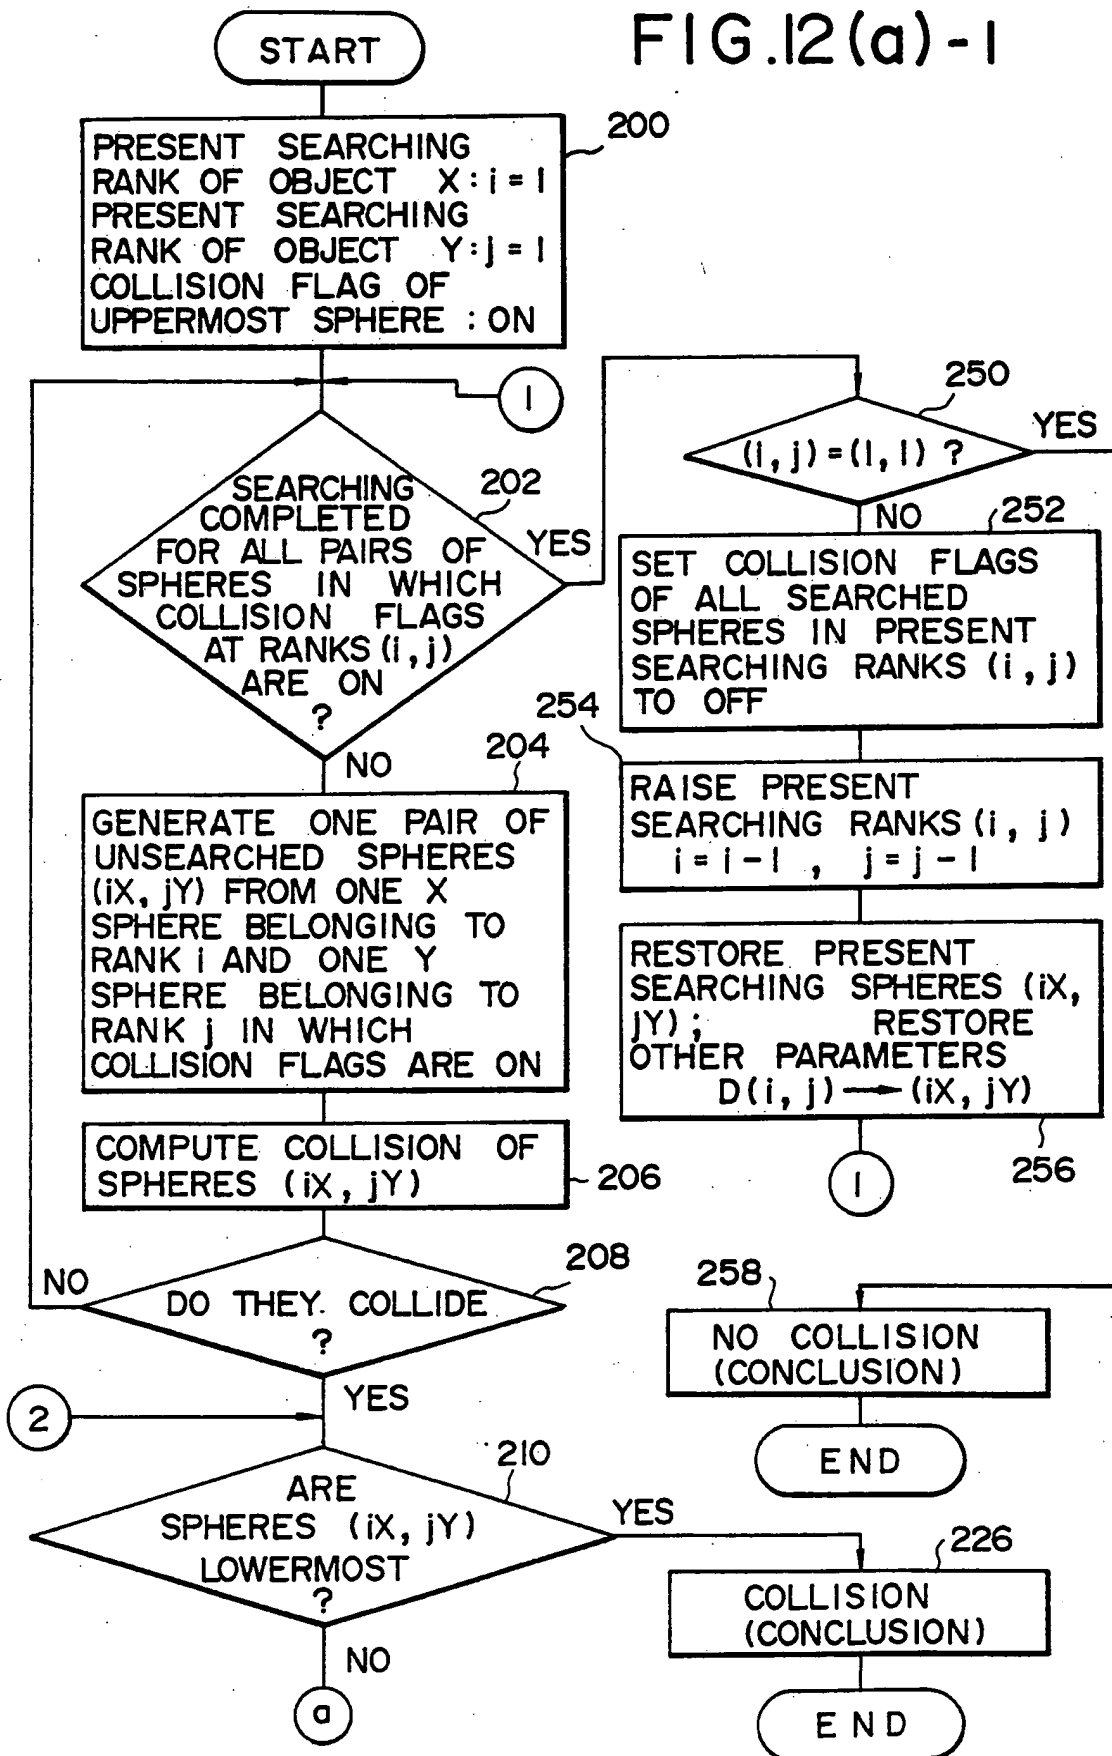 FIG.12(a)-1
START
200
PRESENT SEARCHING
RANK OF OBJECT X:i=1
PRESENT SEARCHING
RANK OF OBJECT Y:j=1
COLLISION FLAG OF
UPPERMOST SPHERE : ON
1
202
SEARCHING
COMPLETED
FOR ALL PAIRS OF
SPHERES IN WHICH
COLLISION FLAGS
AT RANKS (i, j)
ARE ON
?
YES
NO
204
GENERATE ONE PAIR OF
UNSEARCHED SPHERES
(iX, jY) FROM ONE X
SPHERE BELONGING TO
RANK i AND ONE Y
SPHERE BELONGING TO
RANK j IN WHICH
COLLISION FLAGS ARE ON
COMPUTE COLLISION OF
SPHERES (iX, jY)
206
208
NO
DO THEY COLLIDE
?
YES
2
210
ARE
SPHERES (iX, jY)
LOWERMOST
?
YES
NO
a
250
(i, j) = (1, 1) ?
YES
NO
252
SET COLLISION FLAGS
OF ALL SEARCHED
SPHERES IN PRESENT
SEARCHING RANKS (i, j)
TO OFF
254
RAISE PRESENT
SEARCHING RANKS (i, j)
i = i-1 , j = j-1
RESTORE PRESENT
SEARCHING SPHERES (iX,
jY); RESTORE
OTHER PARAMETERS
D(i, j) → (iX, jY)
256
1
258
NO COLLISION
(CONCLUSION)
END
226
COLLISION
(CONCLUSION)
END